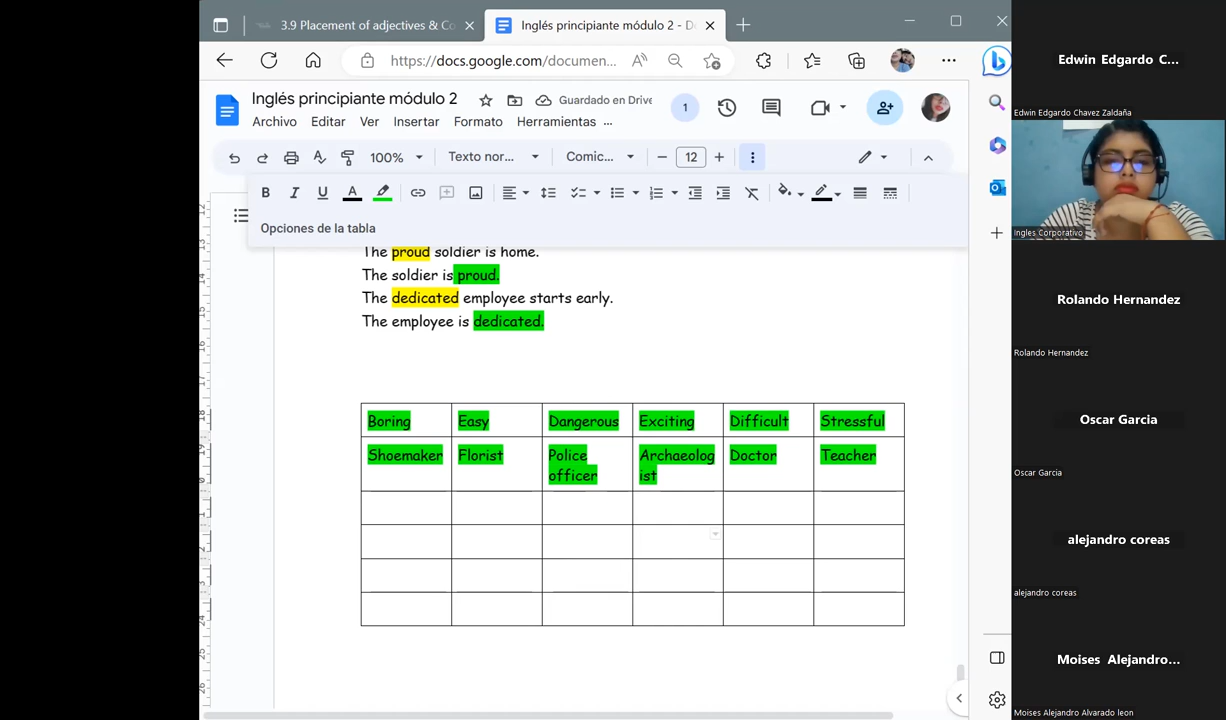 3.9 Placement of adjectives & Co
Inglés principiante módulo 2 - D
https://docs.google.com/documen...
Inglés principiante módulo 2
Guardado en Drive
1
Archivo Editar Ver Insertar Formato Herramientas ...
100% Texto nor... Comic... 12
B I U A
Opciones de la tabla
The proud soldier is home.
The soldier is proud.
The dedicated employee starts early.
The employee is dedicated.
Boring Easy Dangerous Exciting Difficult Stressful
Shoemaker Florist Police Archaeolog Doctor Teacher
officer ist
Edwin Edgardo C...
Edwin Edgardo Chavez Zaldaña
Ingles Corporativo
Rolando Hernandez
Rolando Hernandez
Oscar Garcia
Oscar Garcia
alejandro coreas
alejandro coreas
Moises Alejandro...
Moises Alejandro Alvarado leon